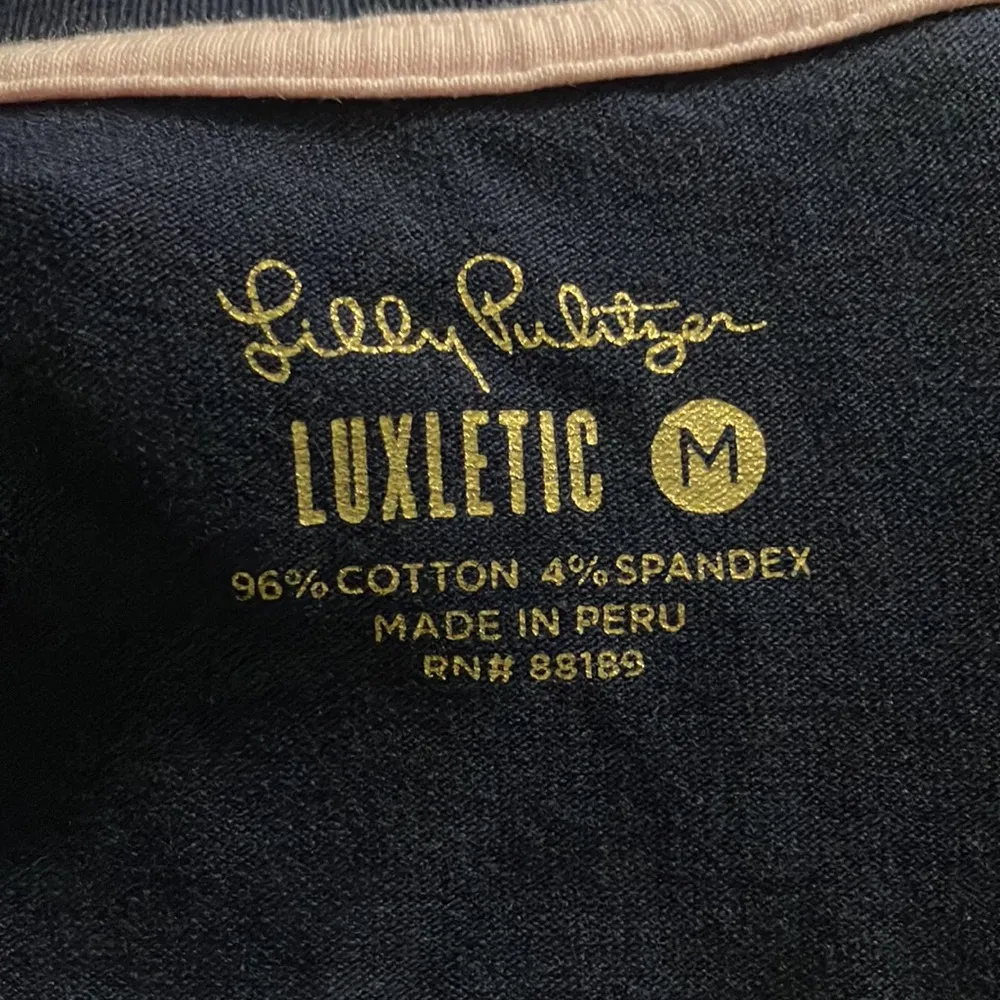 Lilly Pulitzer
LUXLETIC M
96% COTTON 4% SPANDEX
MADE IN PERU
RN# 88189